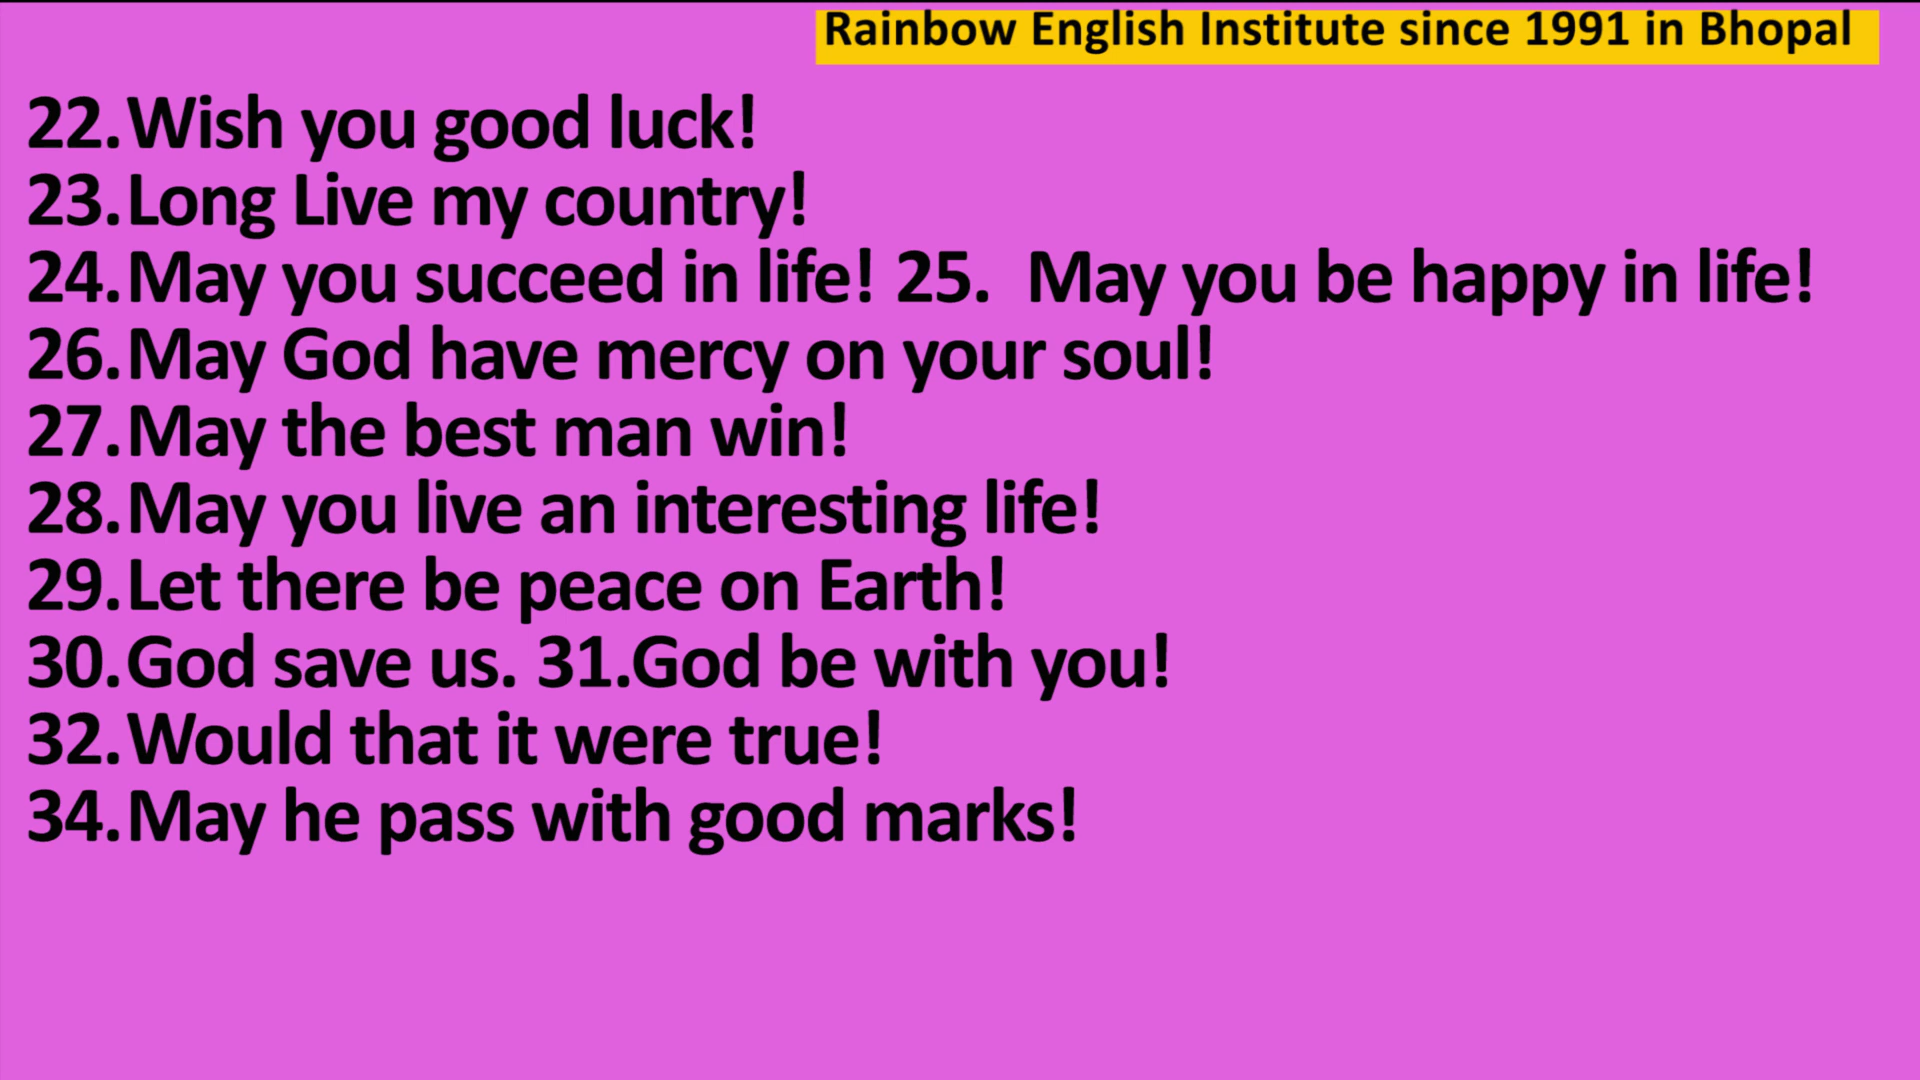 Rainbow English Institute since 1991 in Bhopal
22.Wish you good luck!
23.Long Live my country!
24.May you succeed in life! 25. May you be happy in life!
26.May God have mercy on your soul!
27.May the best man win!
28.May you live an interesting life!
29.Let there be peace on Earth!
30.God save us. 31.God be with you!
32.Would that it were true!
34.May he pass with good marks!